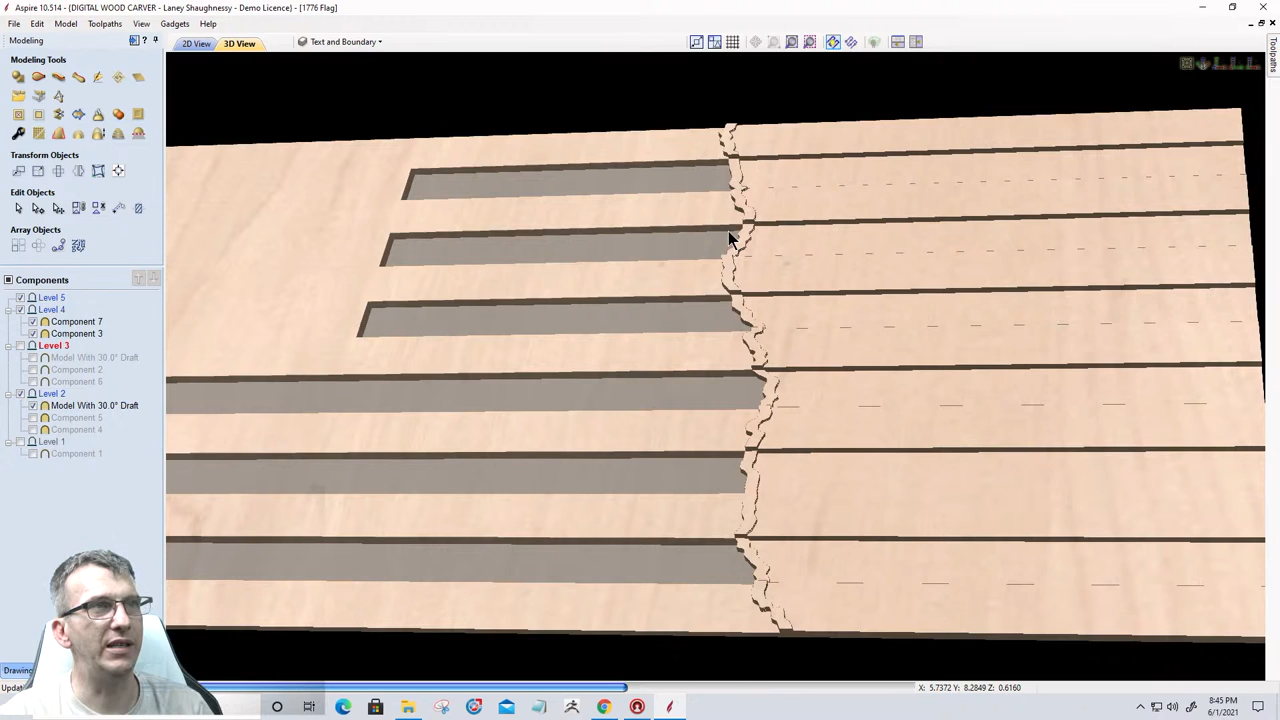 Aspire 10.514 - (DIGITAL WOOD CARVER - Laney Shaughnessy - Demo Licence) - [1776 Flag]
File Edit Model Toolpaths View Gadgets Help
Modeling
2D View 3D View Text and Boundary
Modeling Tools
Transform Objects
Edit Objects
Array Objects
Components
Level 5
Level 4
Component 7
Component 3
Level 3
Model With 30.0° Draft
Component 2
Component 6
Level 2
Model With 30.0° Draft
Component 5
Component 4
Level 1
Component 1
Toolpaths
Drawing
X: 5.7372 Y: 8.2849 Z: 0.6160
8:45 PM
6/1/2021